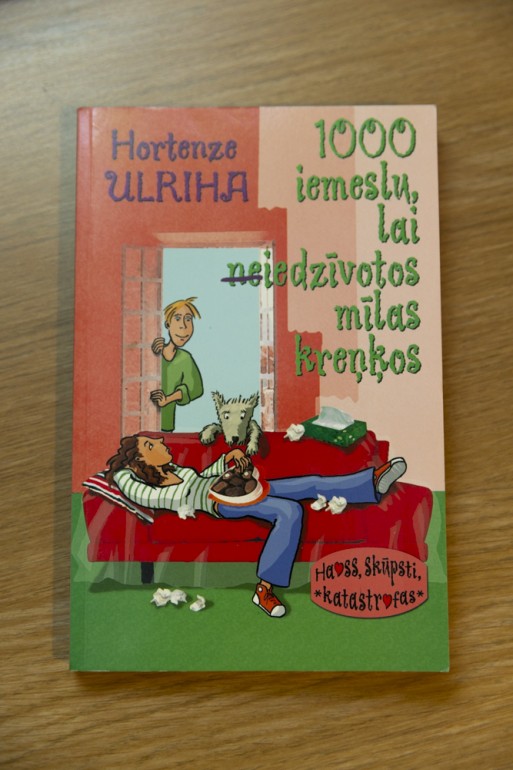 Hortenze
ULRIHA
1000
iemeslu,
lai
neiedzīvotos
mīlas
kreņķos
Haoss, skūpsti,
*katastrofas*